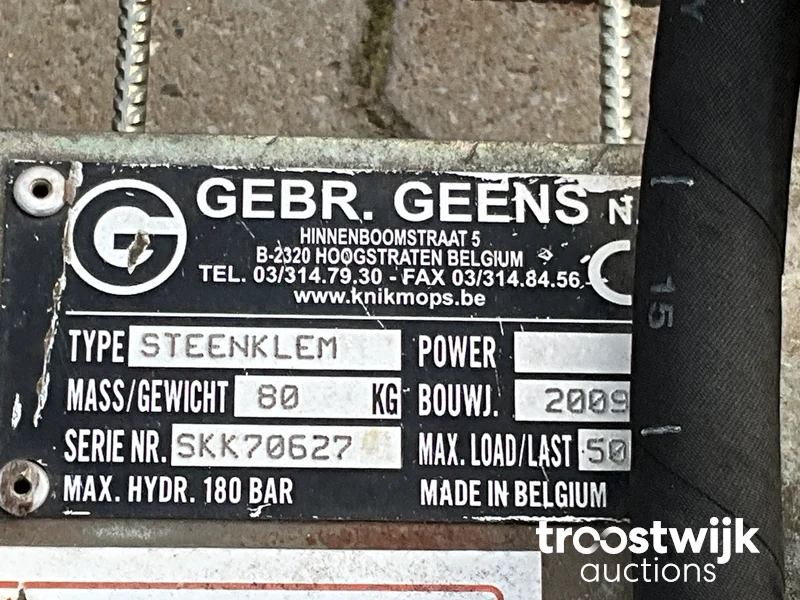 GEBR. GEENS N.
HINNENBOOMSTRAAT 5
B-2320 HOOGSTRATEN BELGIUM
TEL. 03/314.79.30 - FAX 03/314.84.56
www.knikmops.be
TYPE STEENKLEM POWER
MASS/GEWICHT 80 KG BOUWJ. 2009
SERIE NR. SKK70627 MAX. LOAD/LAST 50
MAX. HYDR. 180 BAR MADE IN BELGIUM
15
troostwijk
auctions